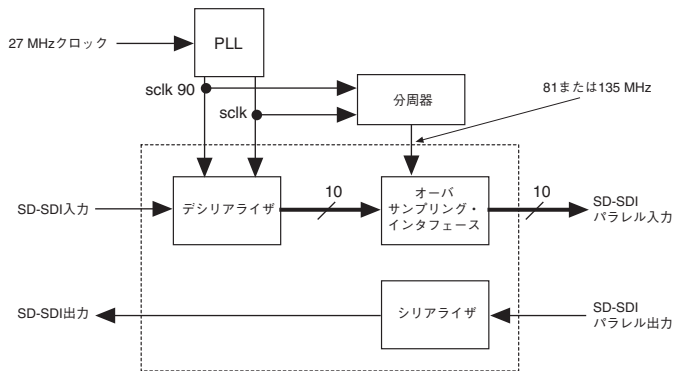 27 MHzクロック
PLL
sclk 90
sclk
分周器
81または135 MHz
SD-SDI入力
デシリアライザ
10
オーバ
サンプリング・
インタフェース
10
SD-SDI
パラレル入力
SD-SDI出力
シリアライザ
SD-SDI
パラレル出力